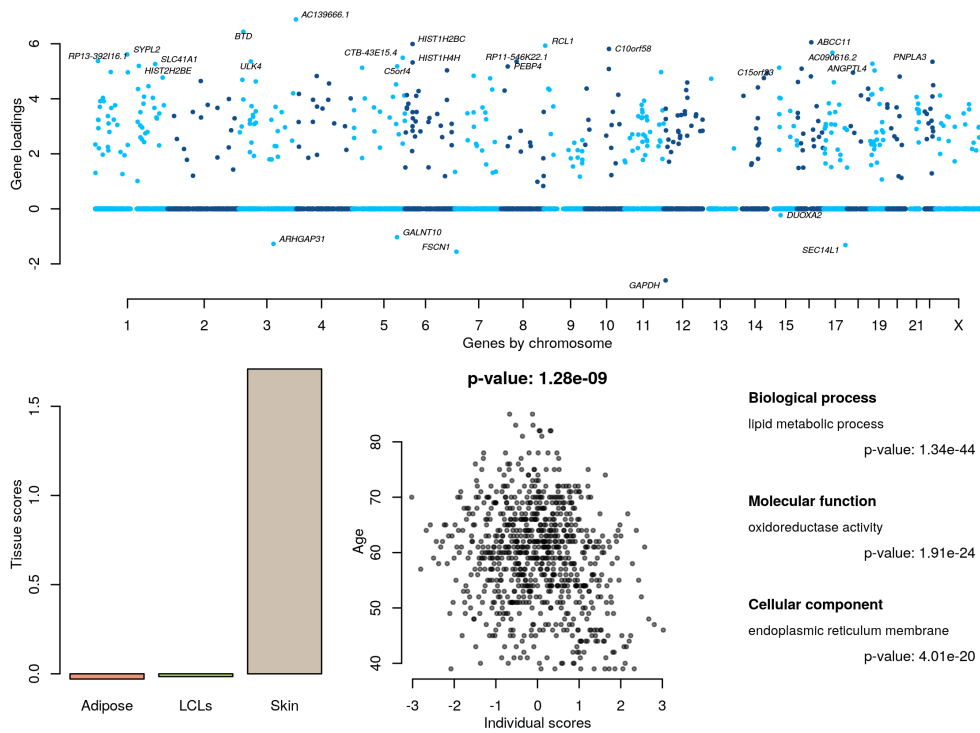 AC139666.1
BTD
HIST1H2BC
RCL1
ABCC11
RP13-392I16.1
SYPL2
SLC41A1
HIST2H2BE
ULK4
CTB-43E15.4
C5orf4
HIST1H4H
RP11-546K22.1
PEBP4
C10orf58
AC090616.2
ANGPTL4
PNPLA3
Gene loadings
6
4
2
0
-2
ARHGAP31
GALNT10
FSCN1
GAPDH
DUOXA2
SEC14L1
1 2 3 4 5 6 7 8 9 10 11 12 13 14 15 16 18 19 21 X
Genes by chromosome
Tissue scores
1.5
1.0
0.5
0.0
Adipose LCLs Skin
p-value: 1.28e-09
Age
80
70
60
50
40
-3 -2 -1 0 1 2 3
Individual scores
Biological process
lipid metabolic process
p-value: 1.34e-44
Molecular function
oxidoreductase activity
p-value: 1.91e-24
Cellular component
endoplasmic reticulum membrane
p-value: 4.01e-20